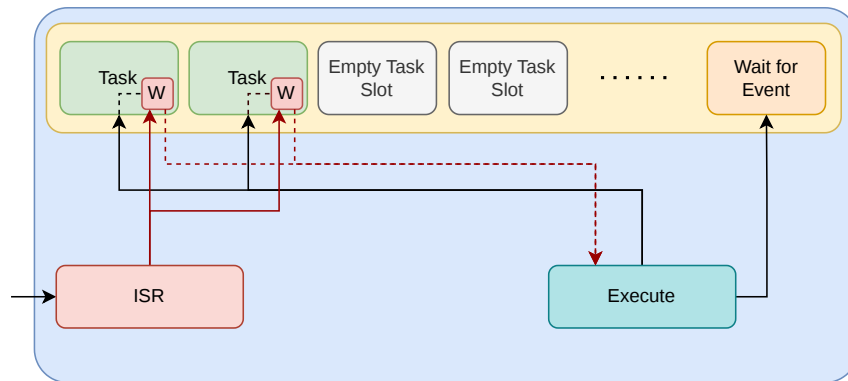 Task
W
Task
W
Empty Task
Slot
Empty Task
Slot
......
Wait for
Event
ISR
Execute